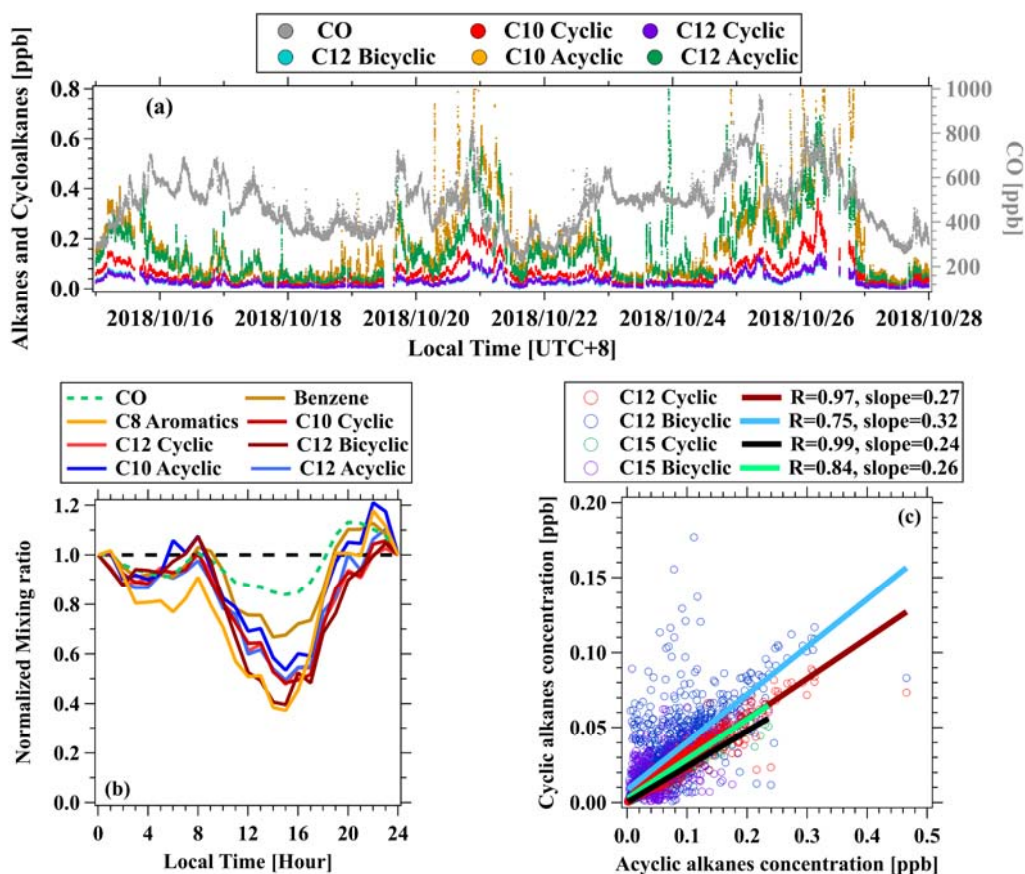 CO C10 Cyclic C12 Cyclic
C12 Bicyclic C10 Acyclic C12 Acyclic
Alkanes and Cycloalkanes [ppb]
0.8
0.6
0.4
0.2
0.0
(a)
1000
800
600
400
200
CO [ppb]
2018/10/16 2018/10/18 2018/10/20 2018/10/22 2018/10/24 2018/10/26 2018/10/28
Local Time [UTC+8]
CO Benzene
C8 Aromatics C10 Cyclic
C12 Cyclic C12 Bicyclic
C10 Acyclic C12 Acyclic
Normalized Mixing ratio
1.2
1.0
0.8
0.6
0.4
0.2
0.0
(b)
0 4 8 12 16 20 24
Local Time [Hour]
C12 Cyclic R=0.97, slope=0.27
C12 Bicyclic R=0.75, slope=0.32
C15 Cyclic R=0.99, slope=0.24
C15 Bicyclic R=0.84, slope=0.26
Cyclic alkanes concentration [ppb]
0.20
0.15
0.10
0.05
0.00
(c)
0.0 0.1 0.2 0.3 0.4 0.5
Acyclic alkanes concentration [ppb]